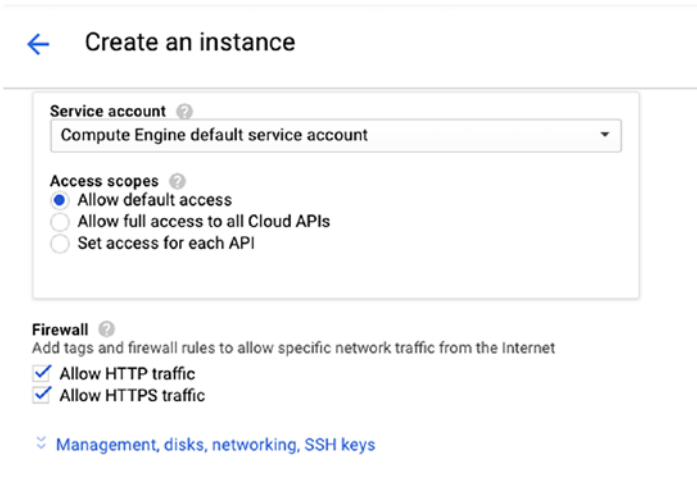 Create an instance
Service account
Compute Engine default service account
Access scopes
Allow default access
Allow full access to all Cloud APIs
Set access for each API
Firewall
Add tags and firewall rules to allow specific network traffic from the Internet
Allow HTTP traffic
Allow HTTPS traffic
Management, disks, networking, SSH keys